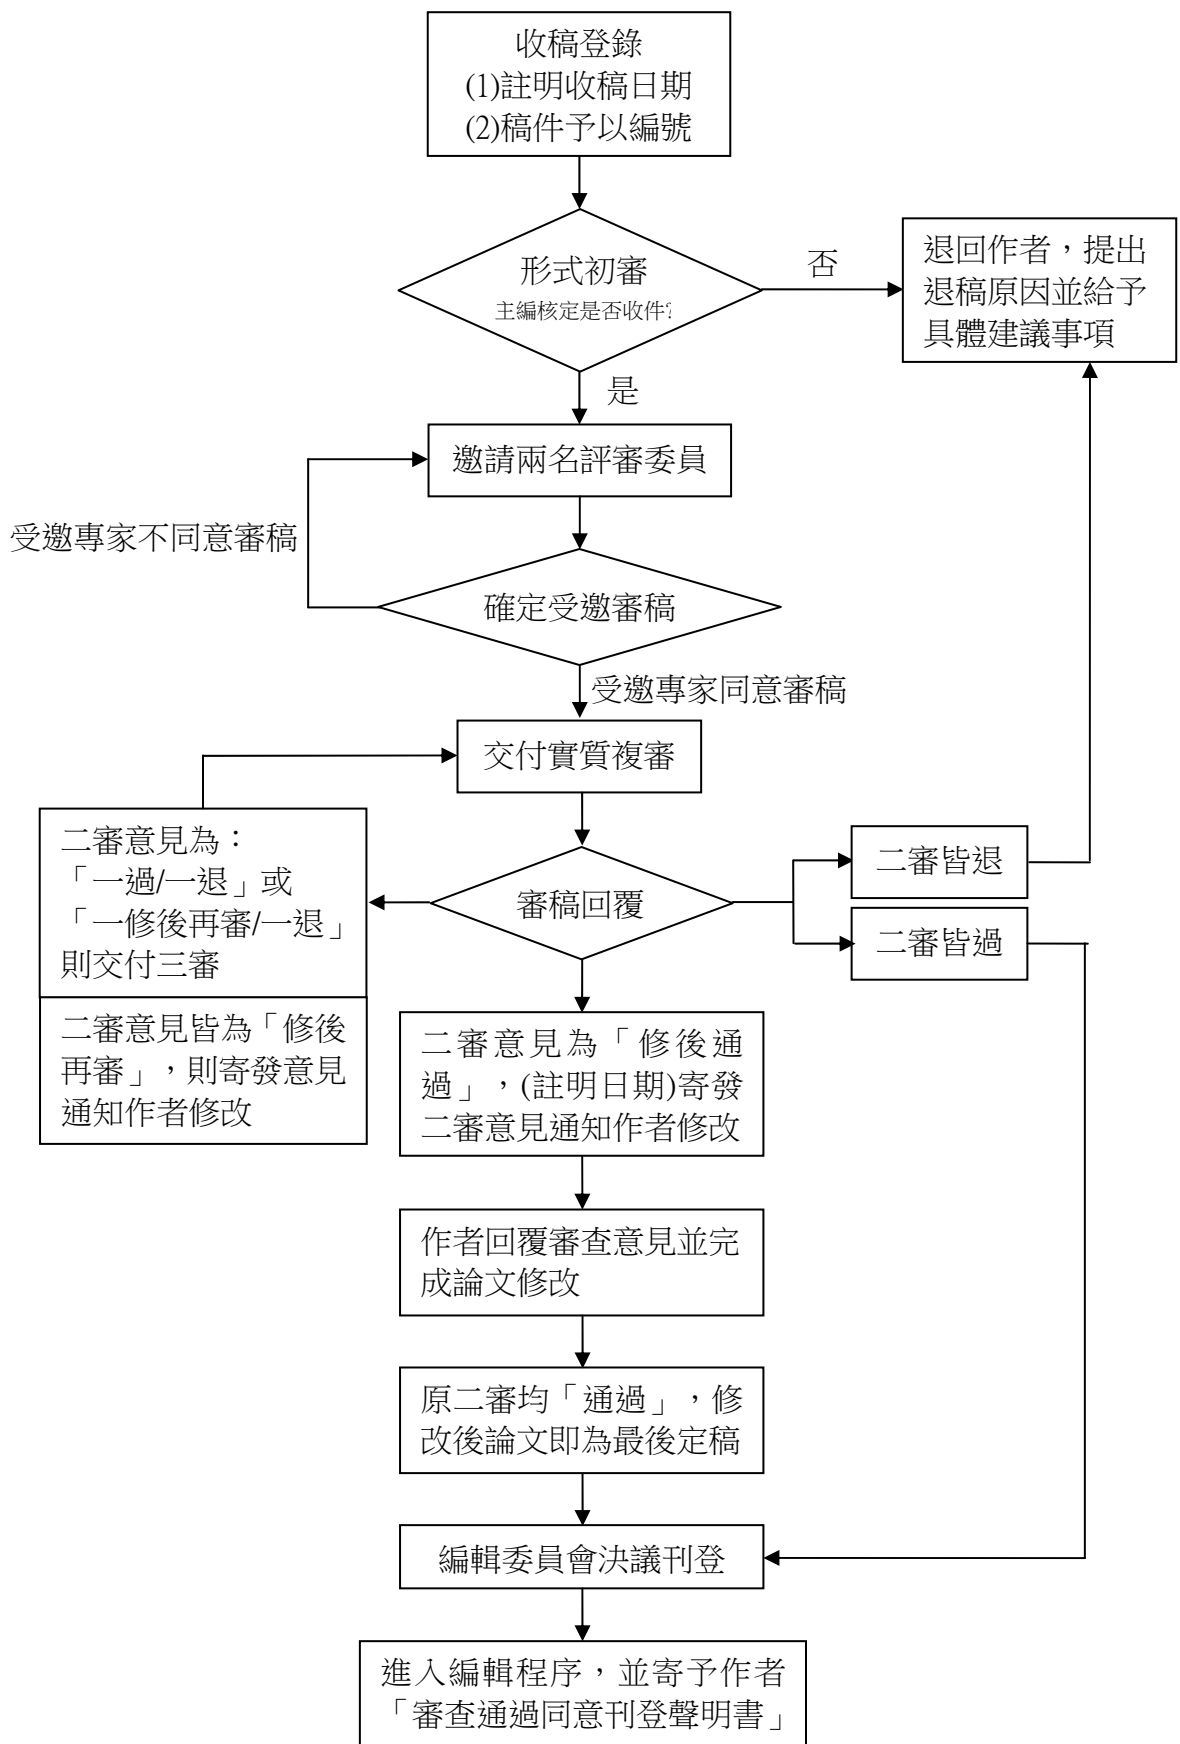 收稿登錄
(1)註明收稿日期
(2)稿件予以編號
形式初審
主編核定是否收件?
否
退回作者，提出
退稿原因並給予
具體建議事項
是
邀請兩名評審委員
受邀專家不同意審稿
確定受邀審稿
受邀專家同意審稿
交付實質複審
二審意見為：
「一過/一退」或
「一修後再審/一退」
則交付三審
二審意見皆為「修後
再審」，則寄發意見
通知作者修改
審稿回覆
二審皆退
二審皆過
二審意見為「修後通
過」，(註明日期)寄發
二審意見通知作者修改
作者回覆審查意見並完
成論文修改
原二審均「通過」，修
改後論文即為最後定稿
編輯委員會決議刊登
進入編輯程序，並寄予作者
「審查通過同意刊登聲明書」